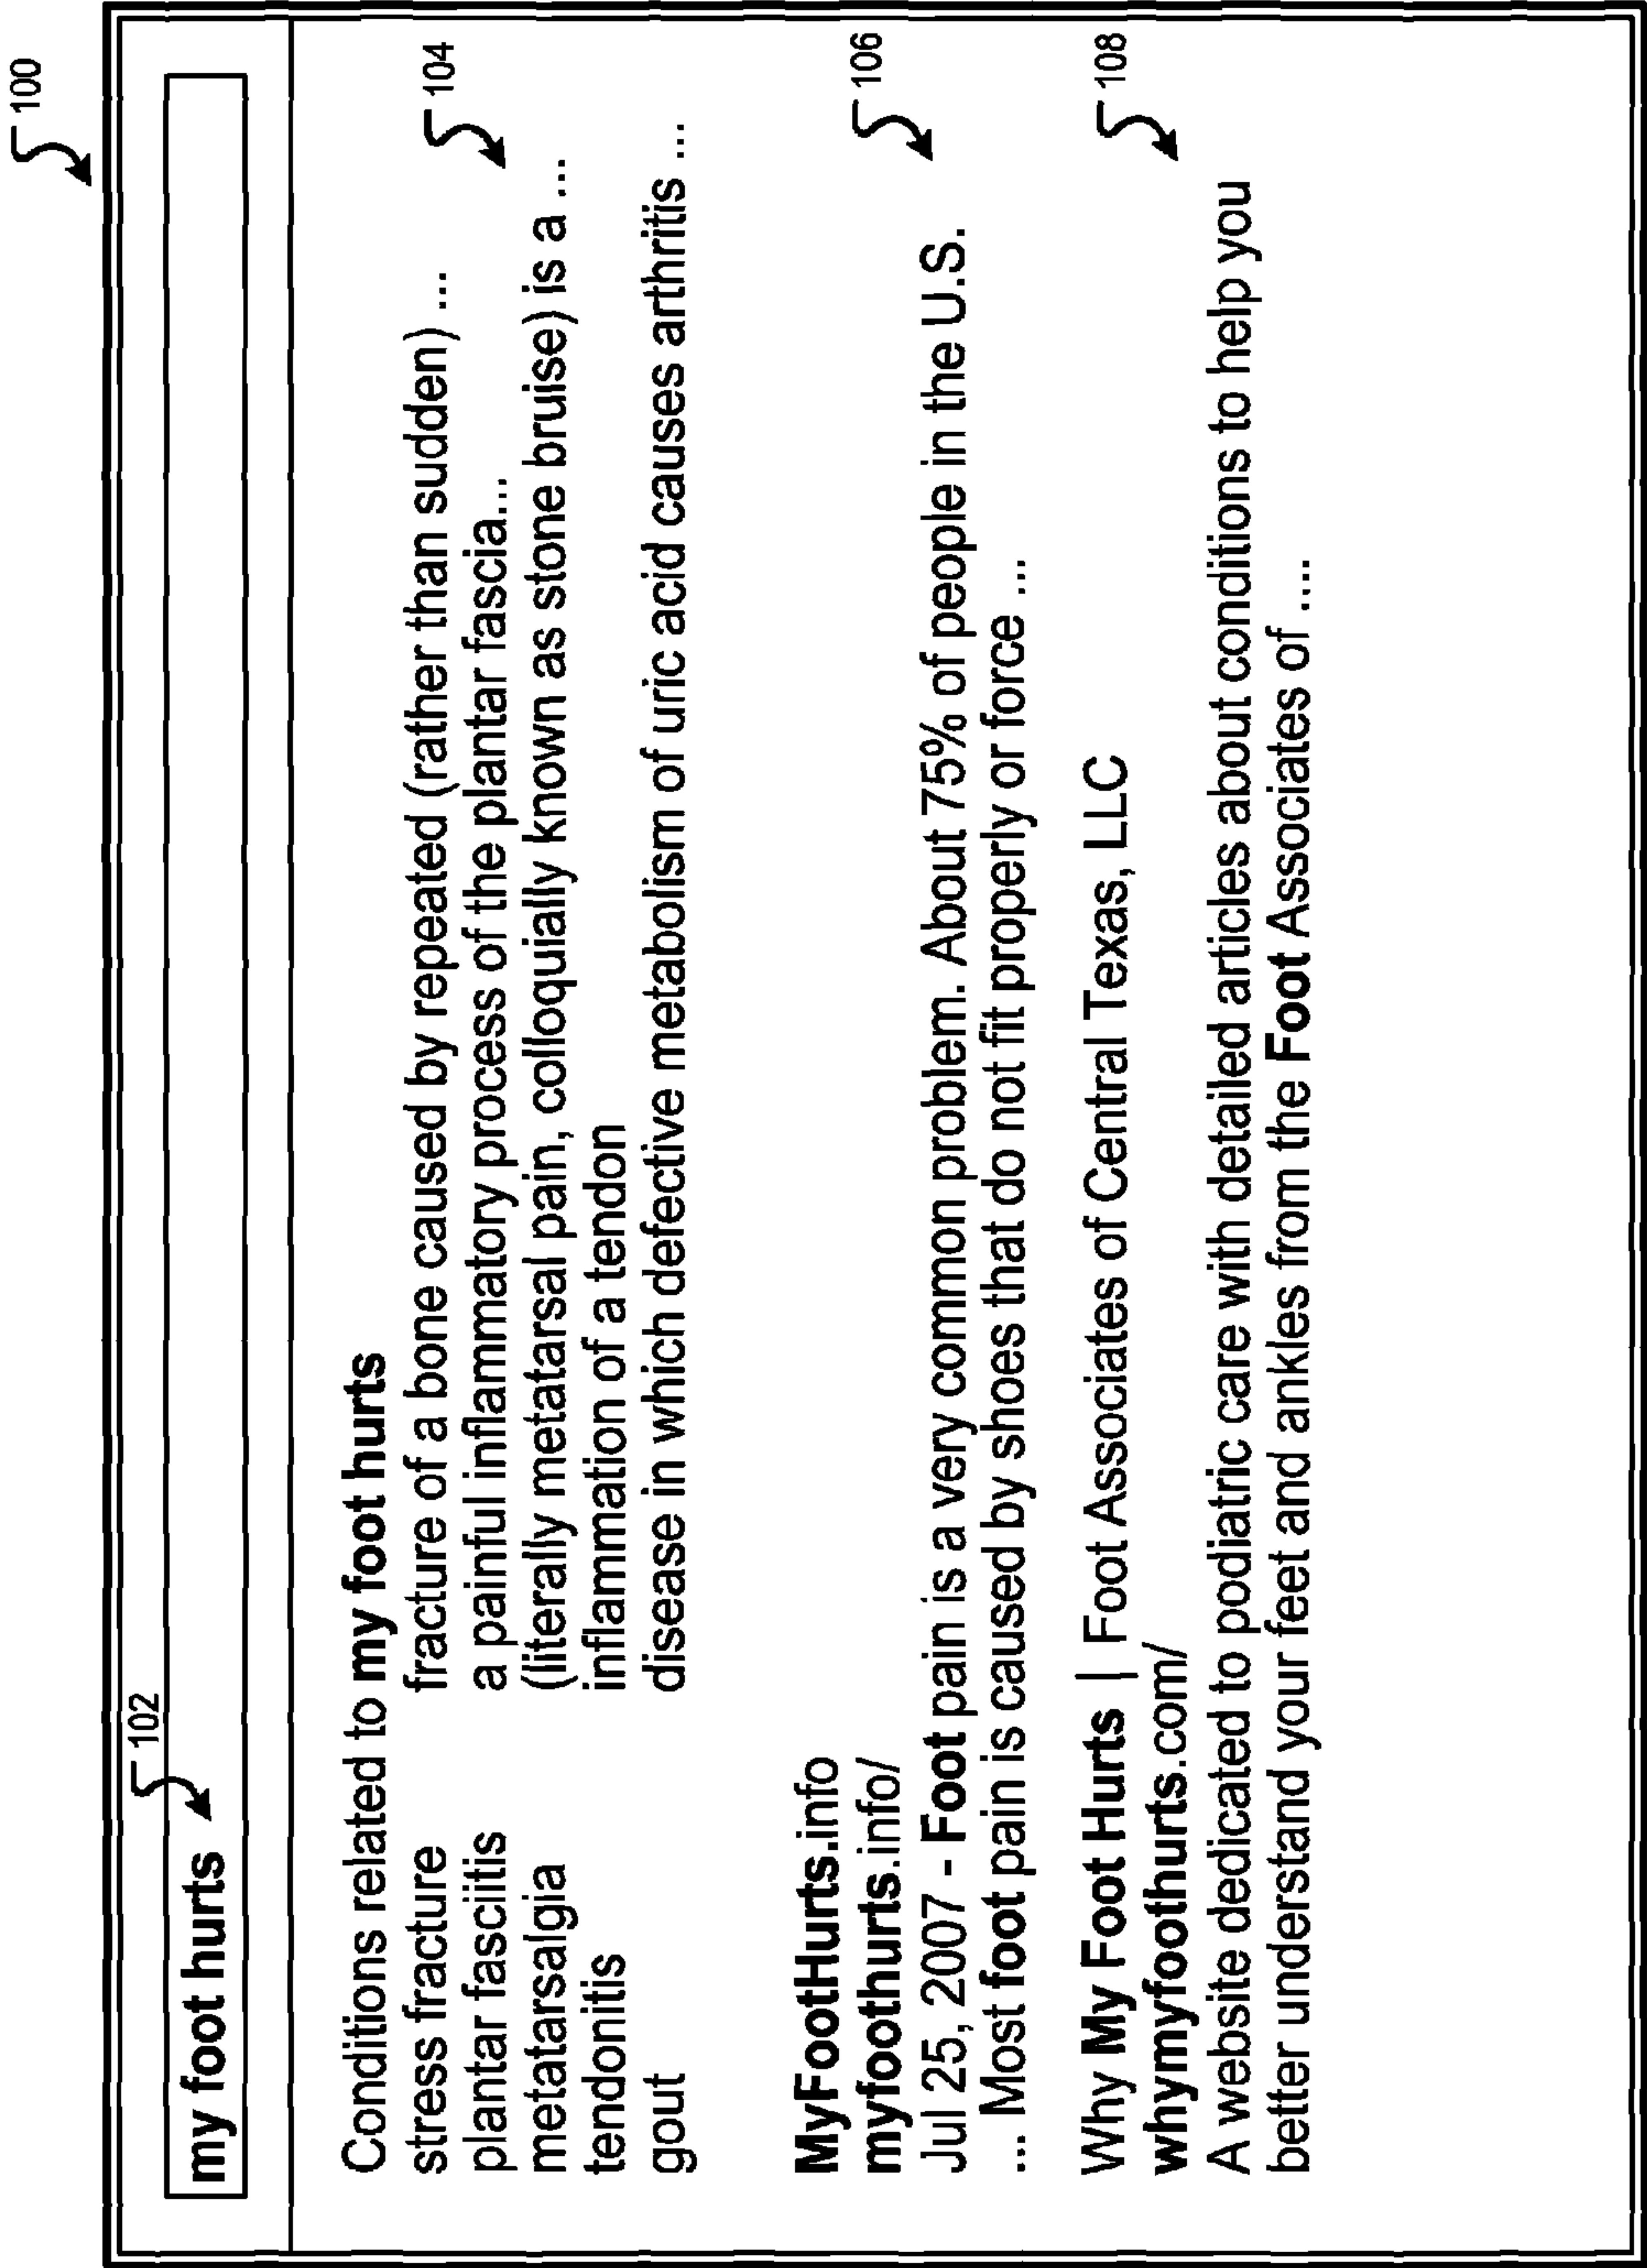 100
102
my foot hurts
Conditions related to my foot hurts
stress fracture fracture of a bone caused by repeated (rather than sudden) ...
plantar fasciitis a painful inflammatory process of the plantar fascia...
104
metatarsalgia (literally metatarsal pain, colloquially known as stone bruise) is a ...
tendonitis inflammation of a tendon
gout disease in which defective metabolism of uric acid causes arthritis ...
MyFootHurts.info
myfoothurts.info/
106
Jul 25, 2007 - Foot pain is a very common problem. About 75% of people in the U.S.
... Most foot pain is caused by shoes that do not fit properly or force ...
Why My Foot Hurts | Foot Associates of Central Texas, LLC
108
whymyfoothurts.com/
A website dedicated to podiatric care with detailed articles about conditions to help you
better understand your feet and ankles from the Foot Associates of ....